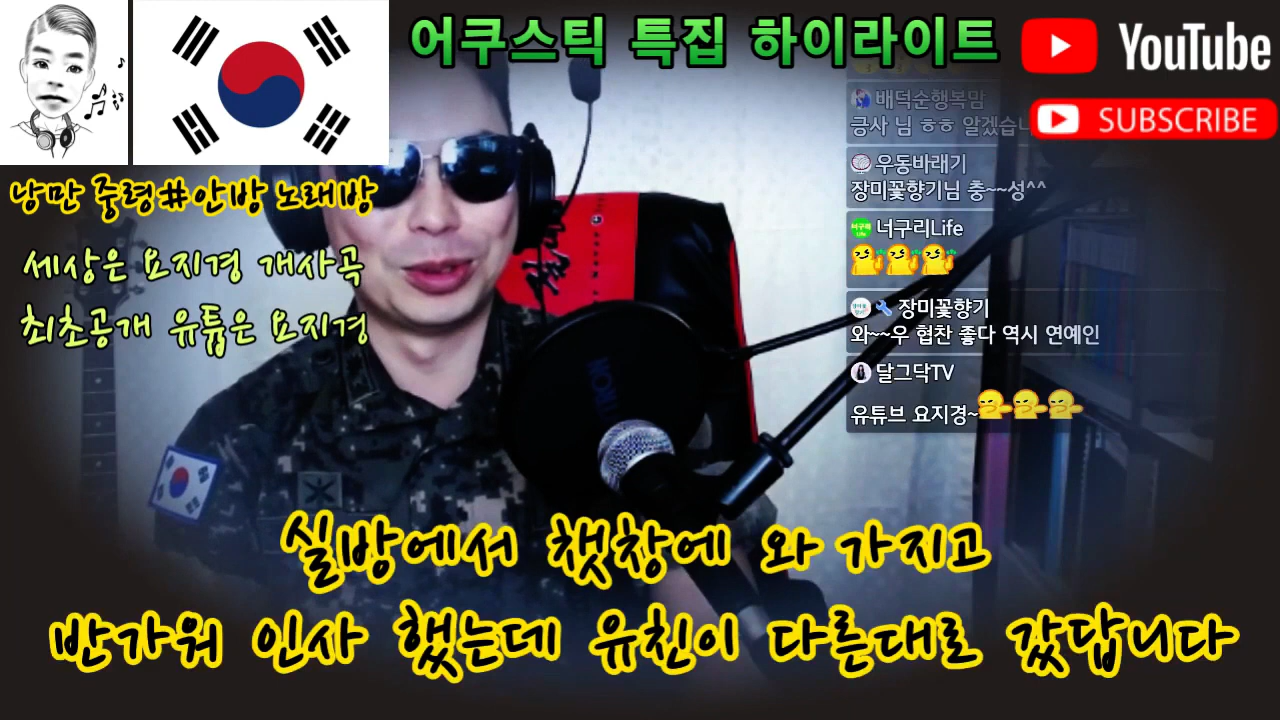 어쿠스틱 특집 하이라이트
YouTube
SUBSCRIBE
낭만 중령#안방 노래방
세상은 요지경 개사곡
최초공개 유튭은 요지경
배덕순행복맘
긍사 님 ㅎㅎ 알겠습니
우동바래기
장미꽃향기님 충~~성^^
너구리Life
장미꽃향기
와~~우 협찬 좋다 역시 연예인
달그닥TV
유튜브 요지경~
실방에서 챗창에 와 가지고
반가워 인사 했는데 유친이 다른대로 갔답니다